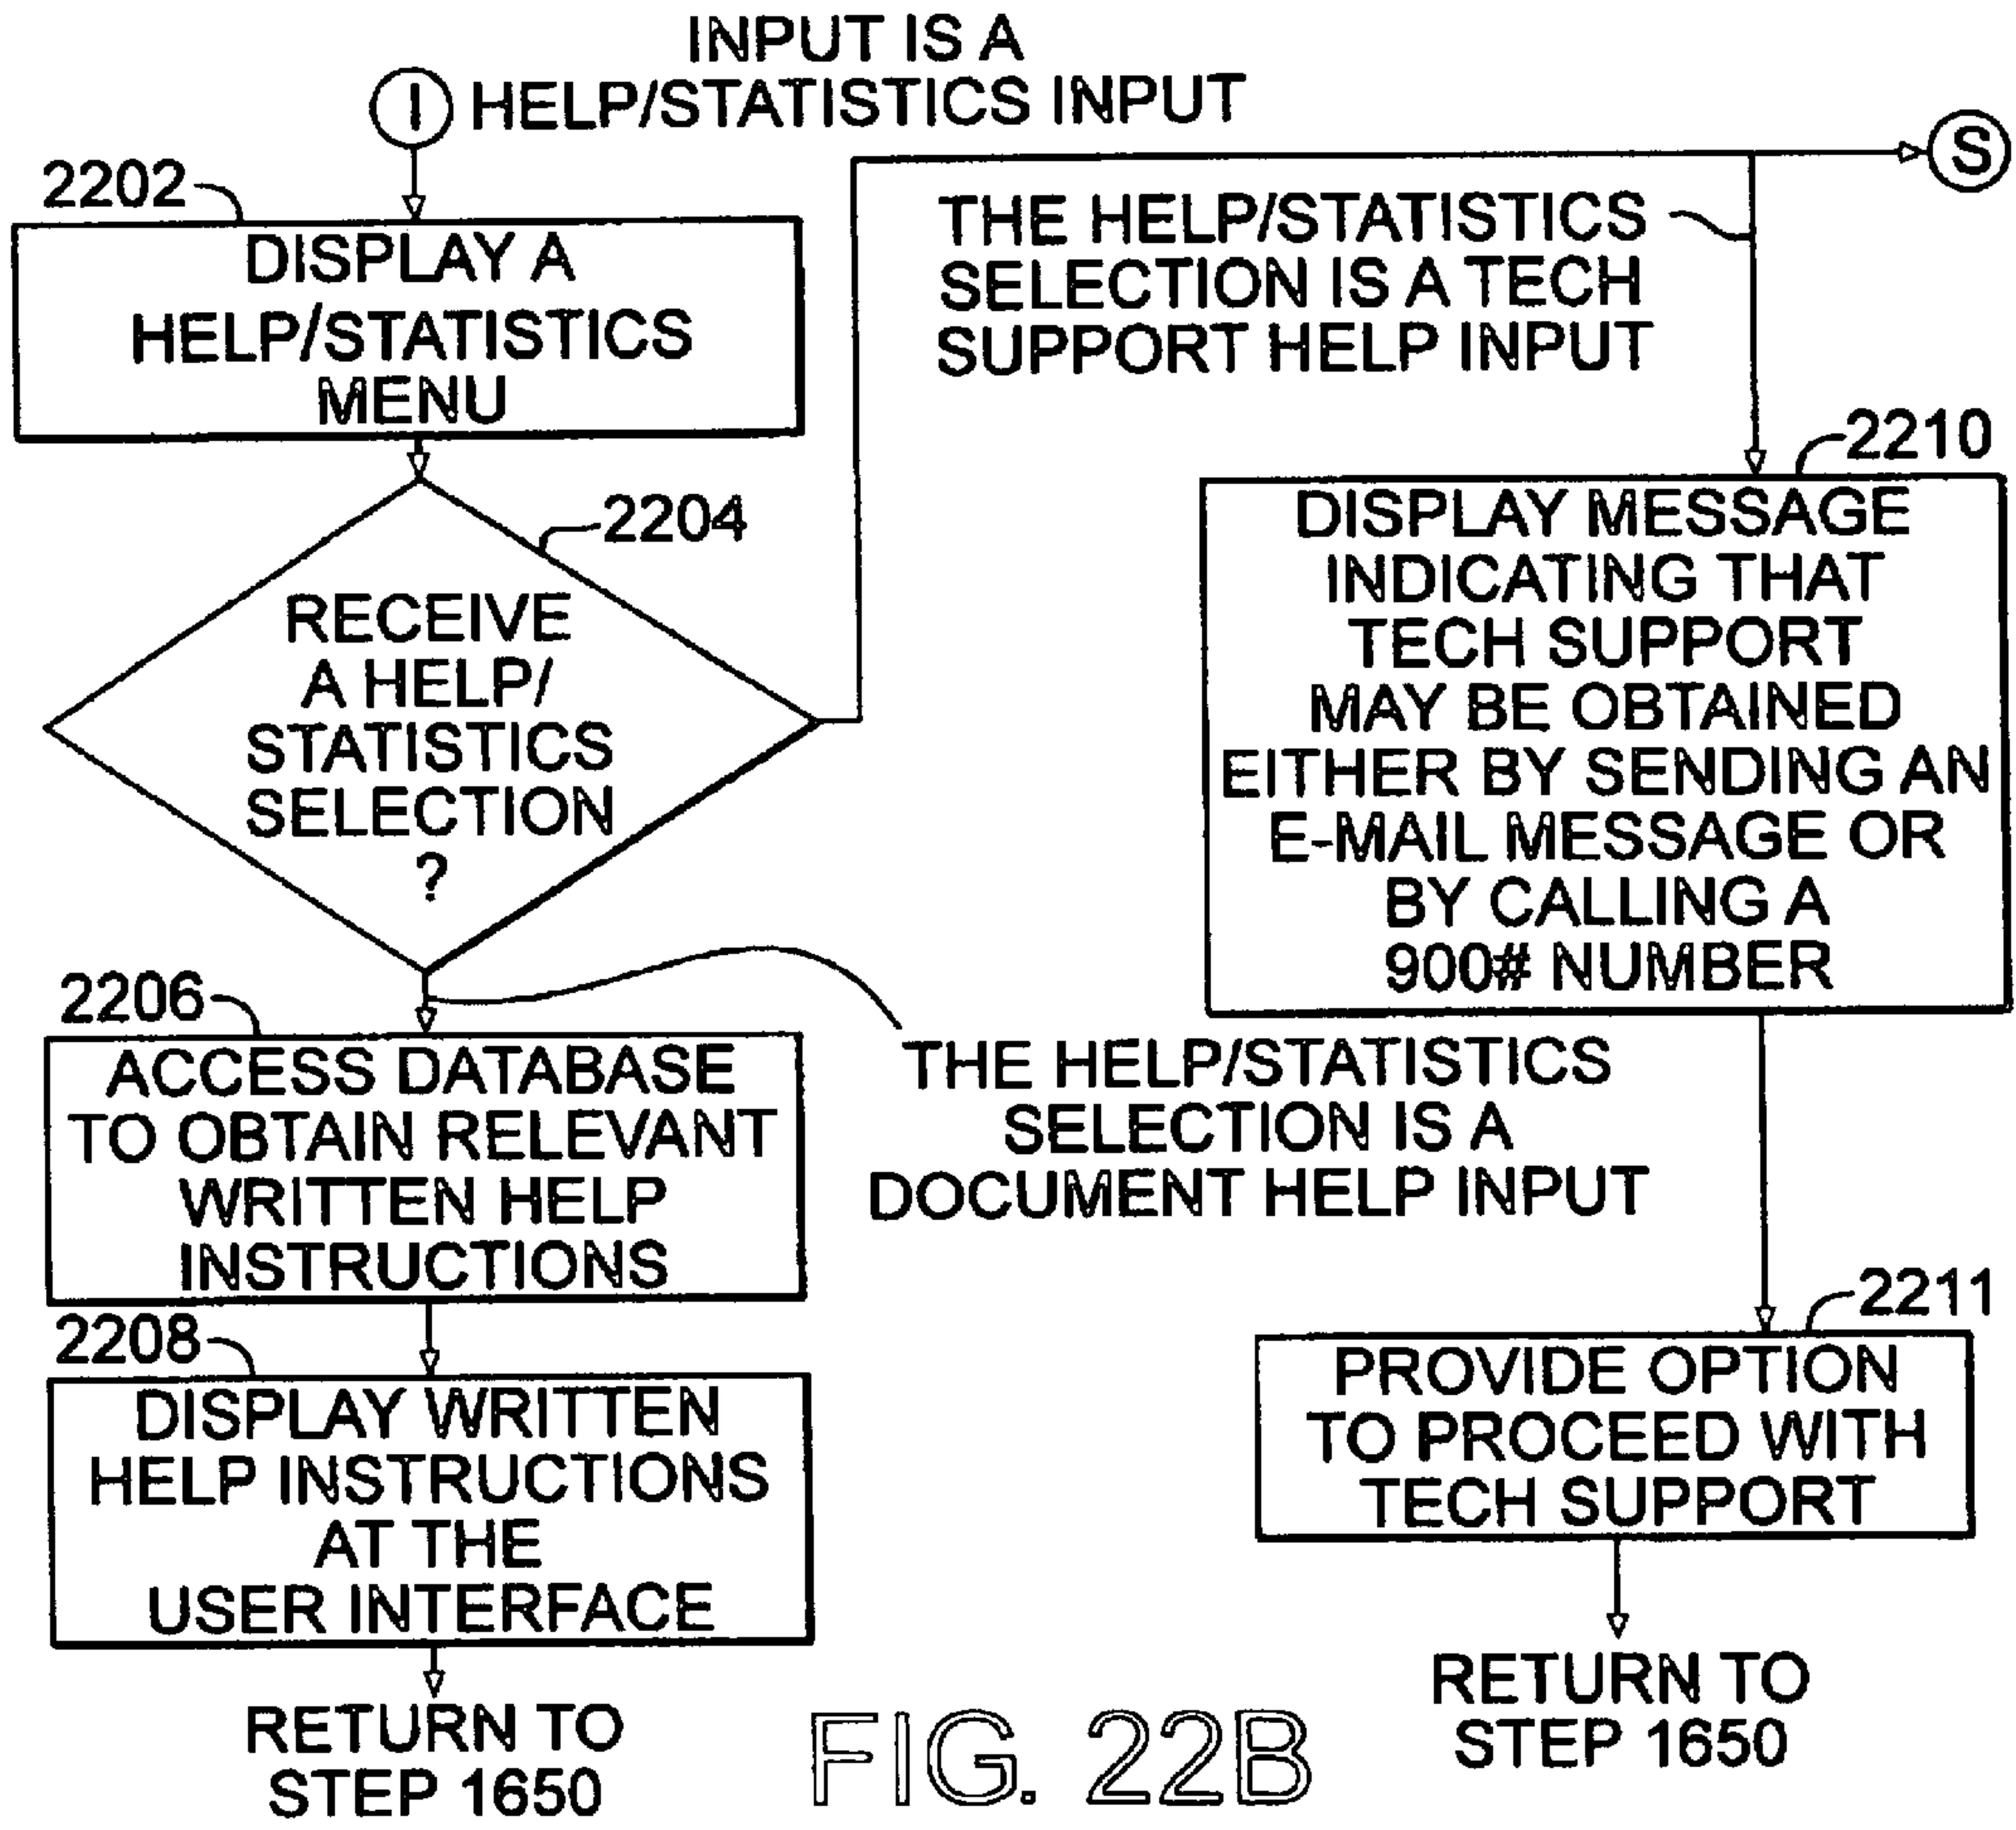 INPUT IS A
I HELP/STATISTICS INPUT
S
2202
DISPLAY A
HELP/STATISTICS
MENU
THE HELP/STATISTICS
SELECTION IS A TECH
SUPPORT HELP INPUT
2204
RECEIVE
A HELP/
STATISTICS
SELECTION
?
2210
DISPLAY MESSAGE
INDICATING THAT
TECH SUPPORT
MAY BE OBTAINED
EITHER BY SENDING AN
E-MAIL MESSAGE OR
BY CALLING A
900# NUMBER
2206
ACCESS DATABASE
TO OBTAIN RELEVANT
WRITTEN HELP
INSTRUCTIONS
THE HELP/STATISTICS
SELECTION IS A
DOCUMENT HELP INPUT
2208
DISPLAY WRITTEN
HELP INSTRUCTIONS
AT THE
USER INTERFACE
2211
PROVIDE OPTION
TO PROCEED WITH
TECH SUPPORT
RETURN TO
STEP 1650
RETURN TO
STEP 1650
FIG. 22B